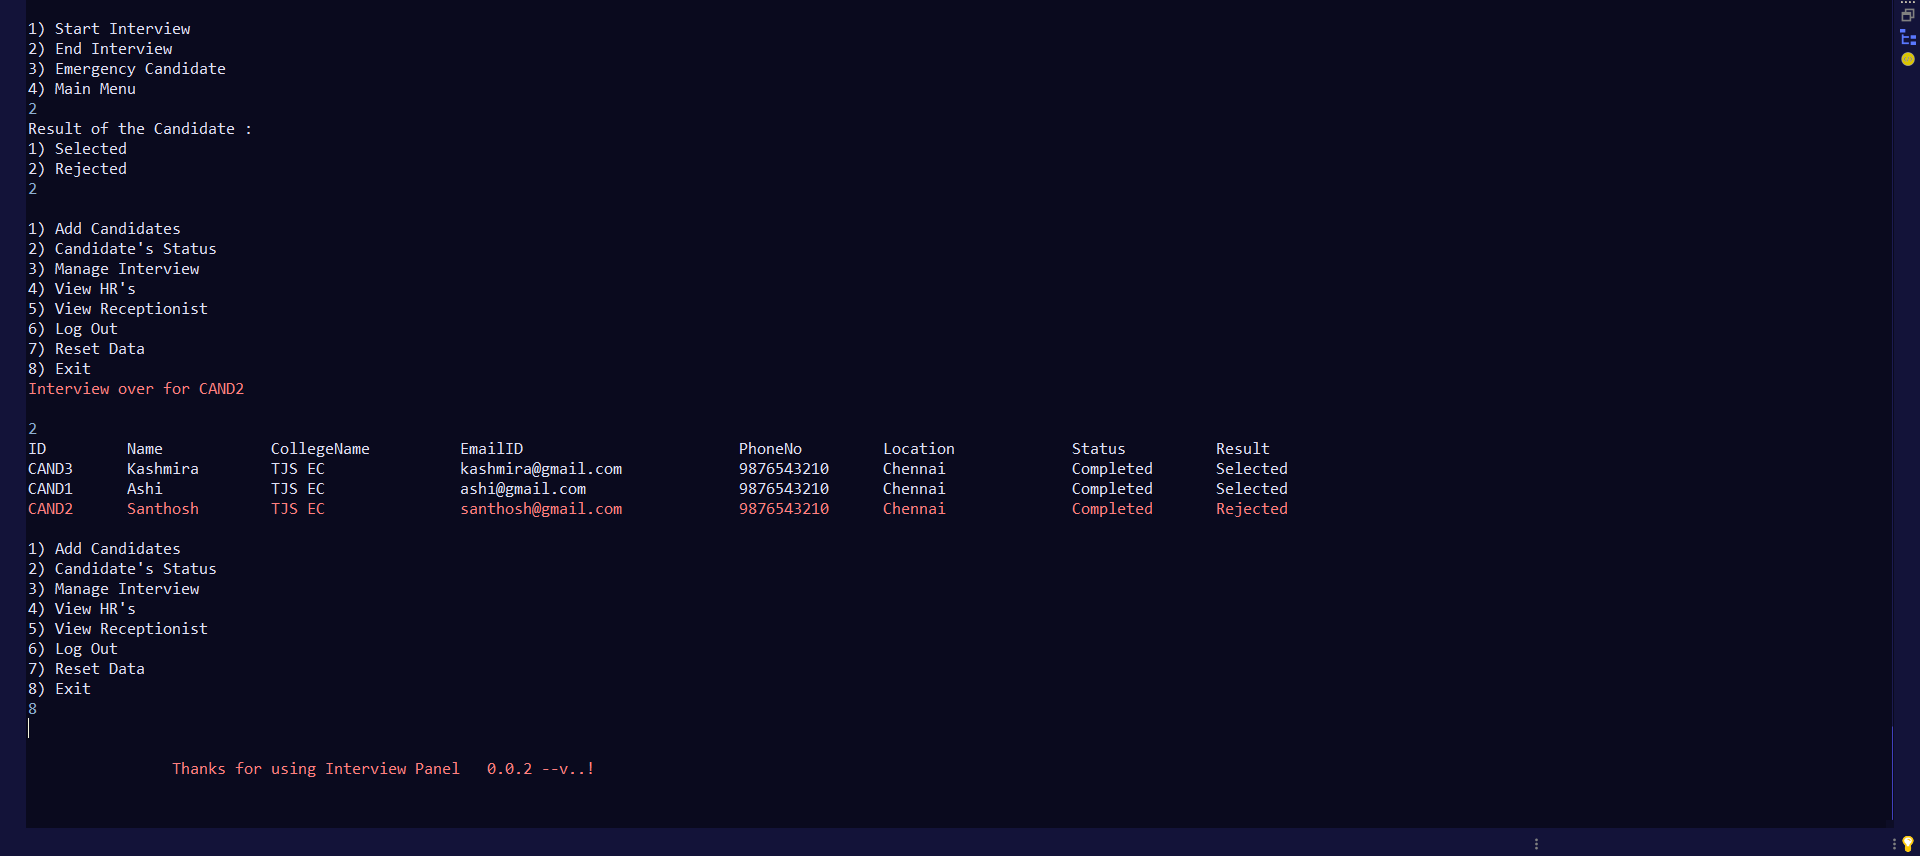 1) Start Interview
2) End Interview
3) Emergency Candidate
4) Main Menu
2
Result of the Candidate :
1) Selected
2) Rejected
2
1) Add Candidates
2) Candidate's Status
3) Manage Interview
4) View HR's
5) View Receptionist
6) Log Out
7) Reset Data
8) Exit
Interview over for CAND2
2
ID Name CollegeName EmailID PhoneNo Location Status Result
CAND3 Kashmira TJS EC kashmira@gmail.com 9876543210 Chennai Completed Selected
CAND1 Ashi TJS EC ashi@gmail.com 9876543210 Chennai Completed Selected
CAND2 Santhosh TJS EC santhosh@gmail.com 9876543210 Chennai Completed Rejected
1) Add Candidates
2) Candidate's Status
3) Manage Interview
4) View HR's
5) View Receptionist
6) Log Out
7) Reset Data
8) Exit
8
Thanks for using Interview Panel 0.0.2 --v..!